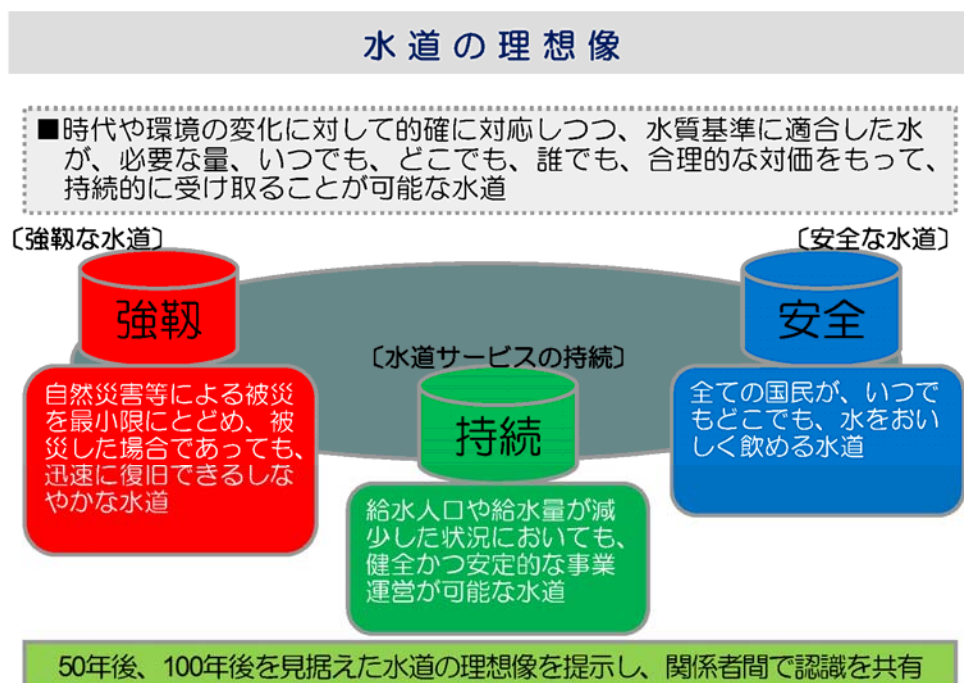 水道の理想像
■時代や環境の変化に対して的確に対応しつつ、水質基準に適合した水
が、必要な量、いつでも、どこでも、誰でも、合理的な対価をもって、
持続的に受け取ることが可能な水道
〔強靱な水道〕
強靱
自然災害等による被災
を最小限にとどめ、被
災した場合であっても、
迅速に復旧できるしな
やかな水道
〔水道サービスの持続〕
持続
給水人口や給水量が減
少した状況においても、
健全かつ安定的な事業
運営が可能な水道
〔安全な水道〕
安全
全ての国民が、いつで
もどこでも、水をおい
しく飲める水道
50年後、100年後を見据えた水道の理想像を提示し、関係者間で認識を共有